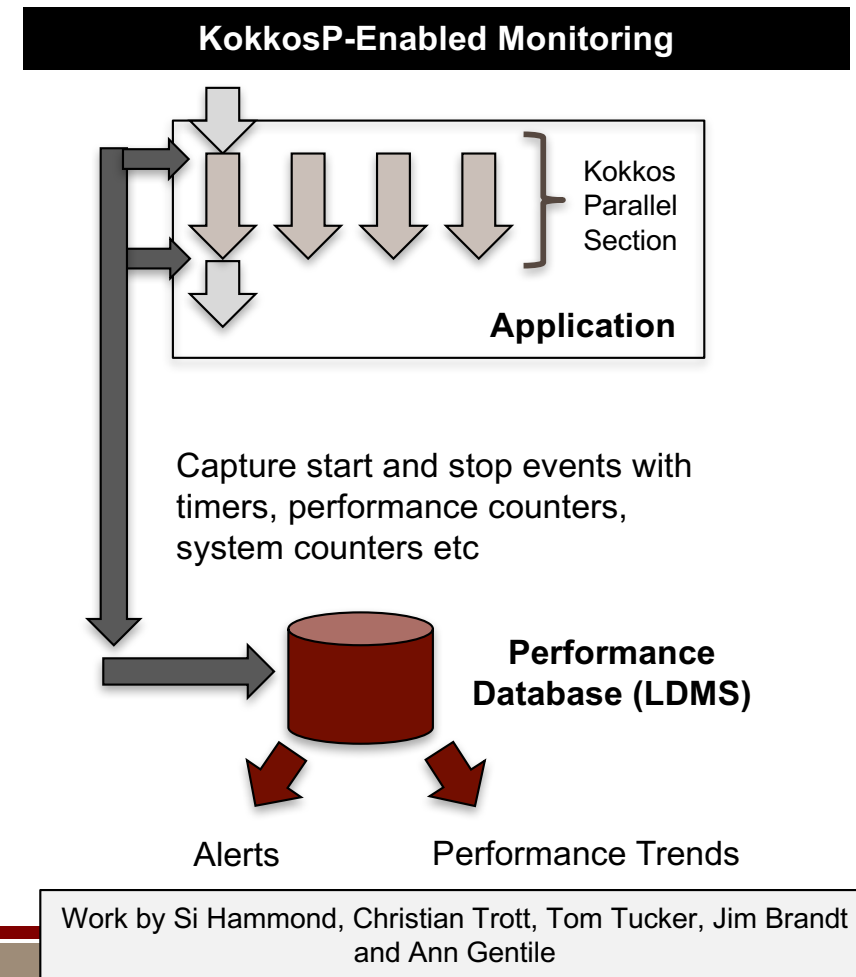 KokkosP-Enabled Monitoring
Kokkos
Parallel
Section
Application
Capture start and stop events with
timers, performance counters,
system counters etc
Performance
Database (LDMS)
Alerts
Performance Trends
Work by Si Hammond, Christian Trott, Tom Tucker, Jim Brandt
and Ann Gentile